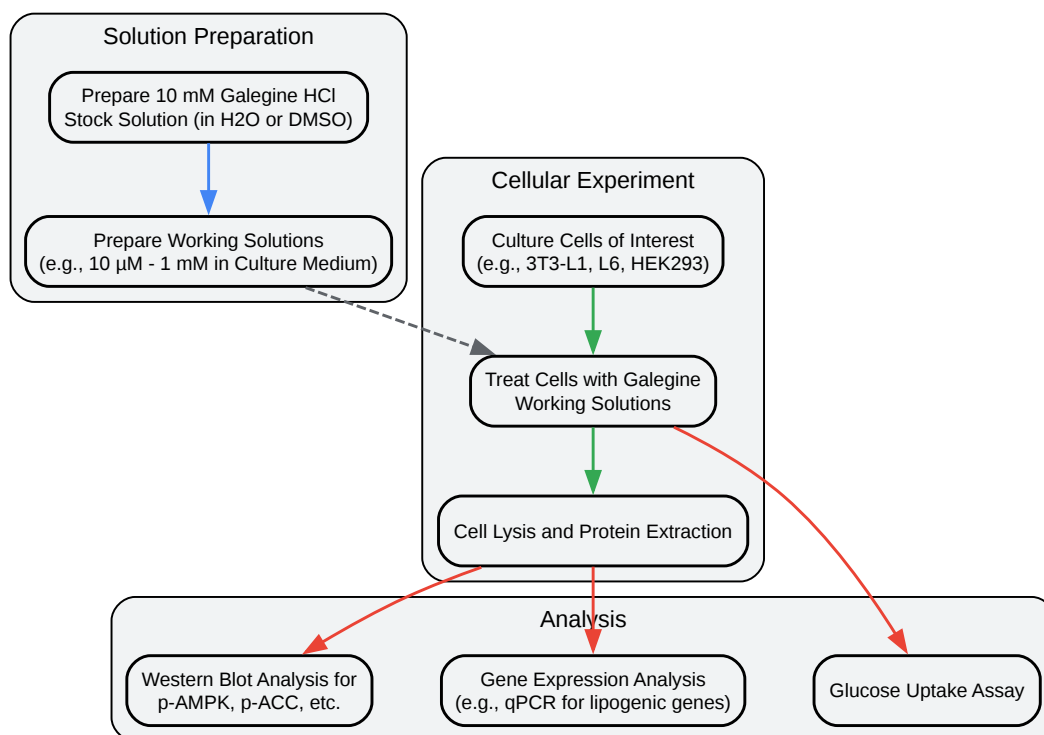 Solution Preparation
Prepare 10 mM Galegine HCl
Stock Solution (in H2O or DMSO)
Prepare Working Solutions
(e.g., 10 µM - 1 mM in Culture Medium)
Cellular Experiment
Culture Cells of Interest
(e.g., 3T3-L1, L6, HEK293)
Treat Cells with Galegine
Working Solutions
Cell Lysis and Protein Extraction
Analysis
Western Blot Analysis for
p-AMPK, p-ACC, etc.
Gene Expression Analysis
(e.g., qPCR for lipogenic genes)
Glucose Uptake Assay